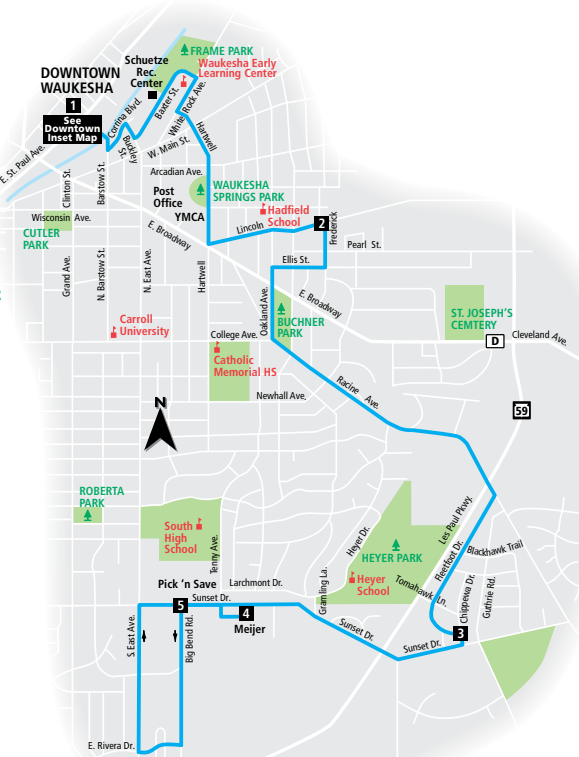 FRAME PARK
Waukesha Early
Learning Center
Schuetze
Rec.
Center
DOWNTOWN
WAUKESHA
1
See
Downtown
Inset Map
Cortina Blvd.
Baxter St.
White Rock Ave.
Buckley
St.
W. Main St.
Hartwell
E. St. Paul Ave.
Clinton St.
Barstow St.
Arcadian Ave.
Post
Office
YMCA
WAUKESHA
SPRINGS PARK
Hadfield
School
Lincoln
2
Frederick
Pearl St.
Wisconsin Ave.
CUTLER
PARK
E. Broadway
Ellis St.
Grand Ave.
N. Barstow St.
N. East Ave.
Hartwell
Oakland Ave.
E. Broadway
BUCHNER
PARK
ST. JOSEPH'S
CEMTERY
D
Cleveland Ave.
Carroll
University
College Ave.
Catholic
Memorial HS
Newhall Ave.
Racine Ave.
N
59
ROBERTA
PARK
South
High
School
Tenny Ave.
Heyer Dr.
HEYER PARK
Les Paul Pkwy.
Fleetfoot Dr.
Blackhawk Trail
Heyer
School
Tomahawk Ln.
Chippewa Dr.
Guthrie Rd.
Gramling La.
Pick 'n Save
Larchmont Dr.
5
Sunset Dr.
4
Meijer
Sunset Dr.
Sunset Dr.
3
S East Ave.
Big Bend Rd.
E. Rivera Dr.